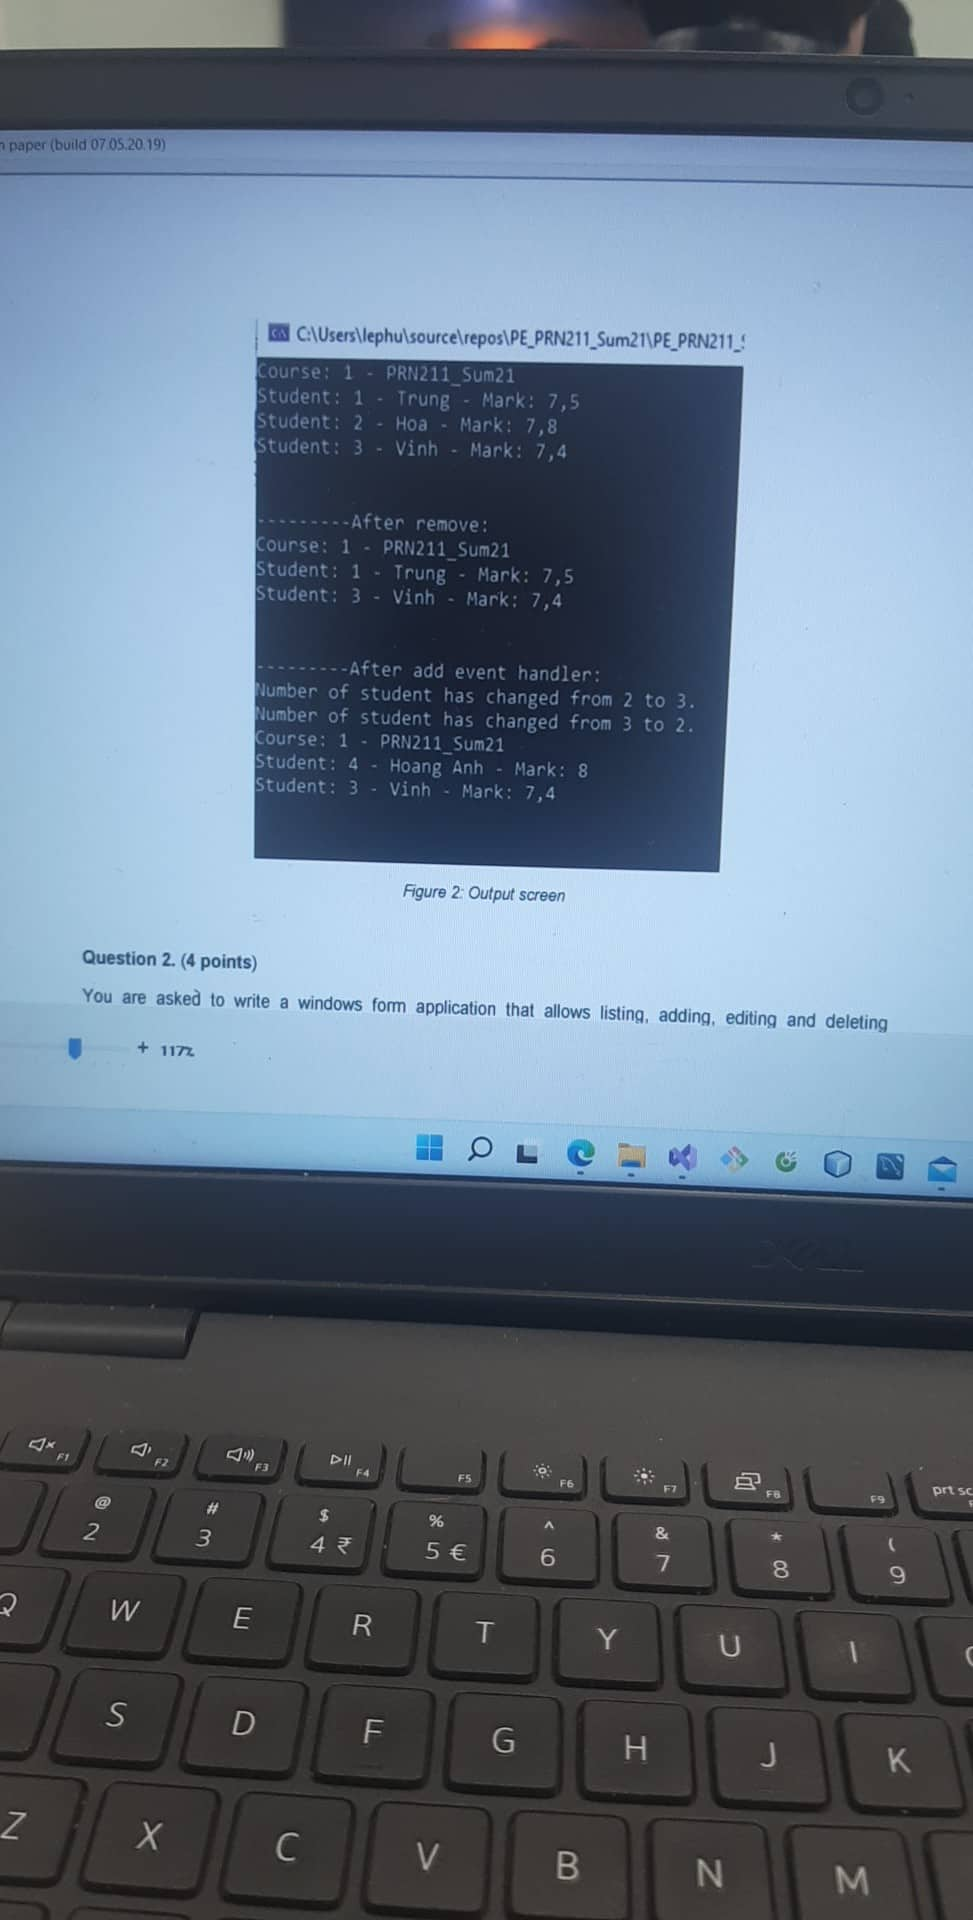 paper (build 07.05.20.19)
C:\Users\lephu\source\repos\PE_PRN211_Sum21\PE_PRN211_
Course: 1 - PRN211_Sum21
Student: 1 - Trung - Mark: 7,5
Student: 2 - Hoa - Mark: 7,8
Student: 3 - Vinh - Mark: 7,4
---------After remove:
Course: 1 - PRN211_Sum21
Student: 1 - Trung - Mark: 7,5
Student: 3 - Vinh - Mark: 7,4
---------After add event handler:
Number of student has changed from 2 to 3.
Number of student has changed from 3 to 2.
Course: 1 - PRN211_Sum21
Student: 4 - Hoang Anh - Mark: 8
Student: 3 - Vinh - Mark: 7,4
Figure 2: Output screen
Question 2. (4 points)
You are asked to write a windows form application that allows listing, adding, editing and deleting
+ 117%
DELL
F1 F2 F3 F4 F5 F6 F7 F8 F9 prt sc
@ # $ % ^ & * (
2 3 4 ₹ 5 € 6 7 8 9
Q W E R T Y U I
S D F G H J K
Z X C V B N M